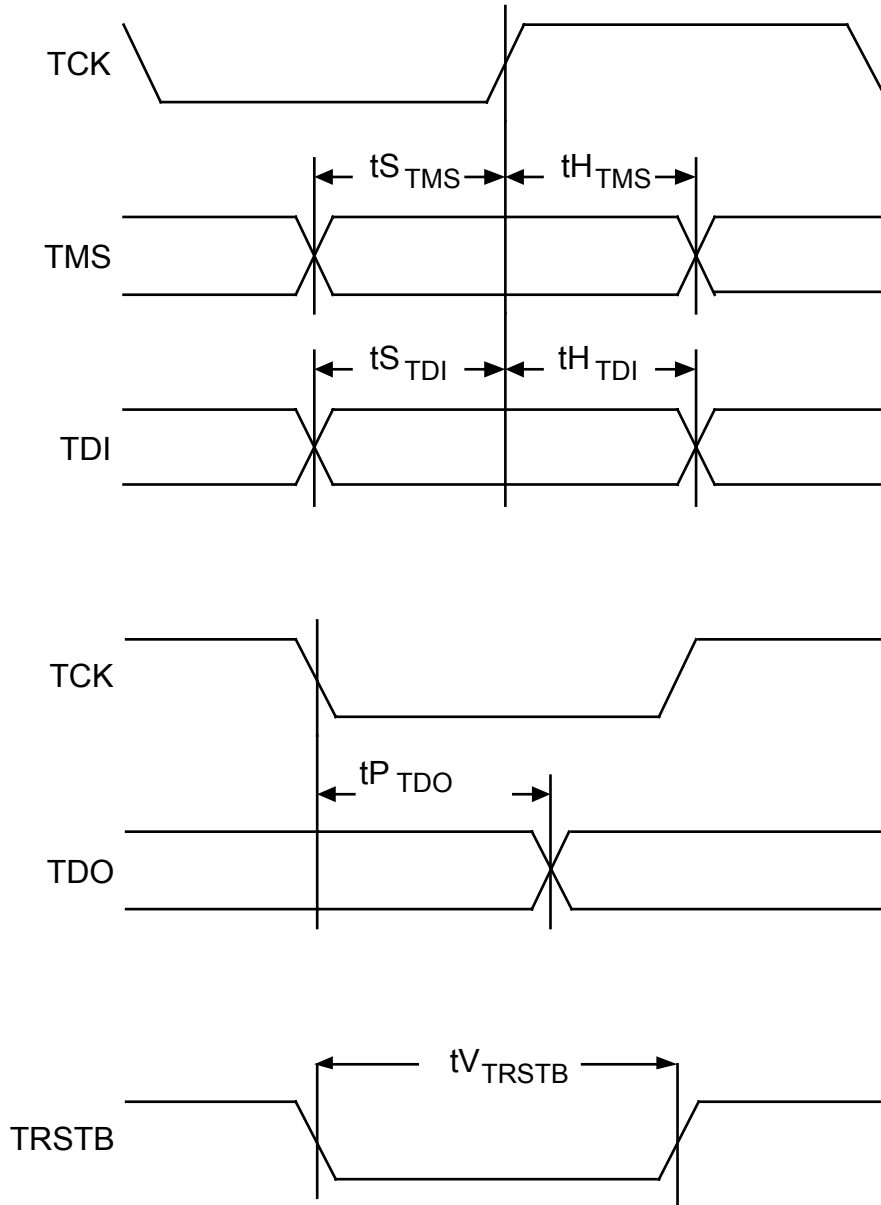 TCK
tS TMS tH TMS
TMS
tS TDI tH TDI
TDI
TCK
tP TDO
TDO
tV TRSTB
TRSTB